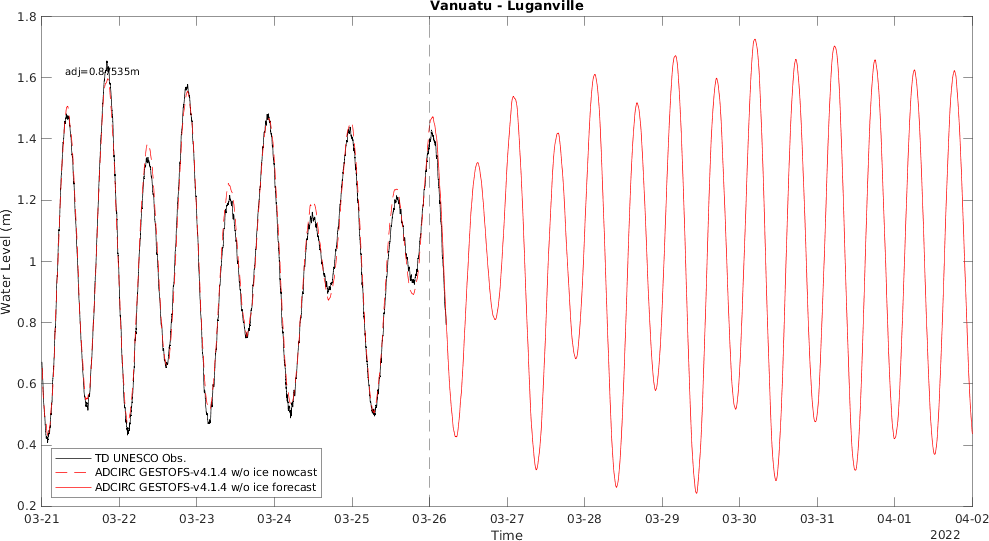 Vanuatu - Luganville
1.8
1.6
1.4
1.2
1
0.8
0.6
0.4
0.2
Water Level (m)
TD UNESCO Obs.
ADCIRC GESTOFS-v4.1.4 w/o ice nowcast
ADCIRC GESTOFS-v4.1.4 w/o ice forecast
03-21 03-22 03-23 03-24 03-25 03-26 03-27 03-28 03-29 03-30 03-31 04-01 04-02
Time
2022